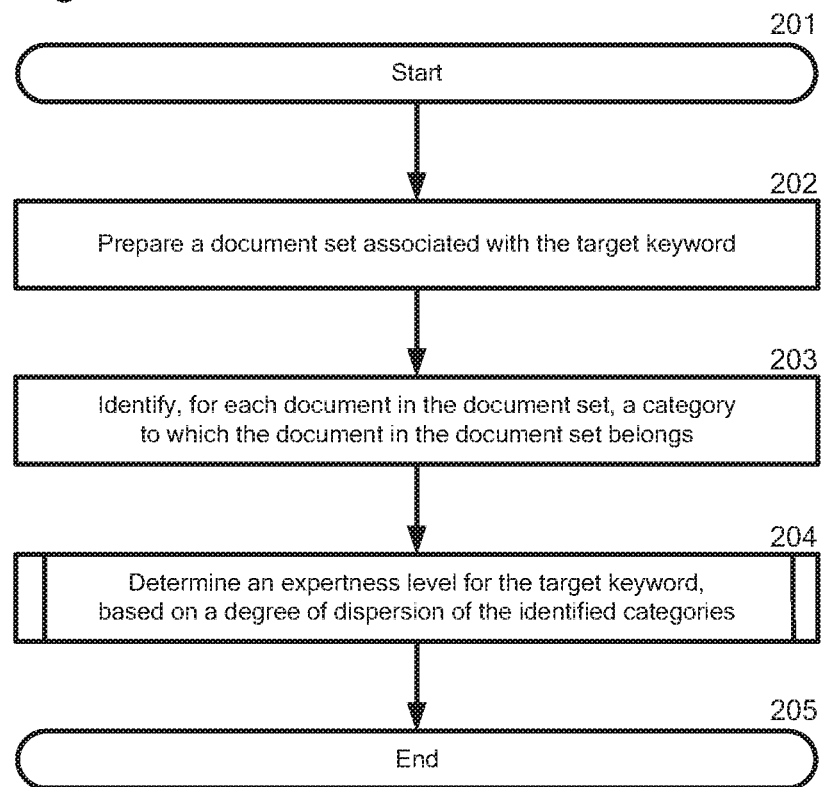 201
Start
202
Prepare a document set associated with the target keyword
203
Identify, for each document in the document set, a category
to which the document in the document set belongs
204
Determine an expertness level for the target keyword,
based on a degree of dispersion of the identified categories
205
End